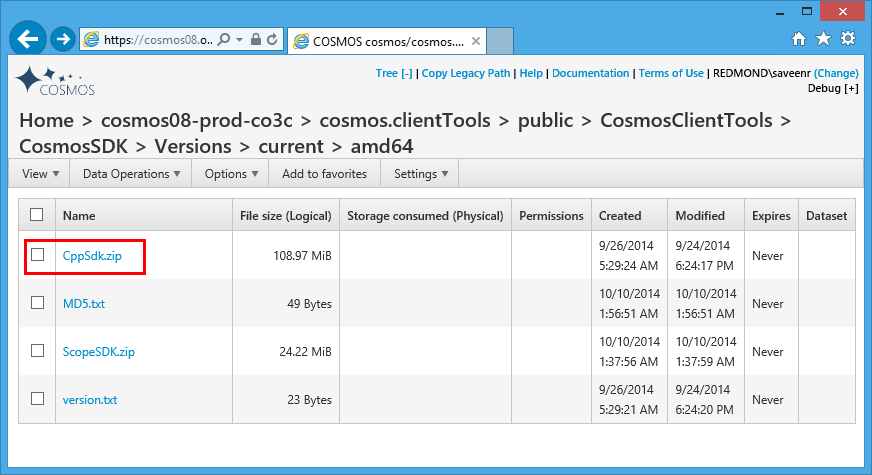 https://cosmos08.o...
COSMOS cosmos/cosmos....
COSMOS
Tree [-] | Copy Legacy Path | Help | Documentation | Terms of Use | REDMOND\saveenr (Change)
Debug [+]
Home > cosmos08-prod-co3c > cosmos.clientTools > public > CosmosClientTools >
CosmosSDK > Versions > current > amd64
View Data Operations Options Add to favorites Settings
Name File size (Logical) Storage consumed (Physical) Permissions Created Modified Expires Dataset
CppSdk.zip 108.97 MiB 9/26/2014 9/24/2014 Never
5:29:24 AM 6:24:17 PM
MD5.txt 49 Bytes 10/10/2014 10/10/2014 Never
1:56:51 AM 1:56:51 AM
ScopeSDK.zip 24.22 MiB 10/10/2014 10/10/2014 Never
1:37:56 AM 1:37:59 AM
version.txt 23 Bytes 9/26/2014 9/24/2014 Never
5:29:21 AM 6:24:20 PM